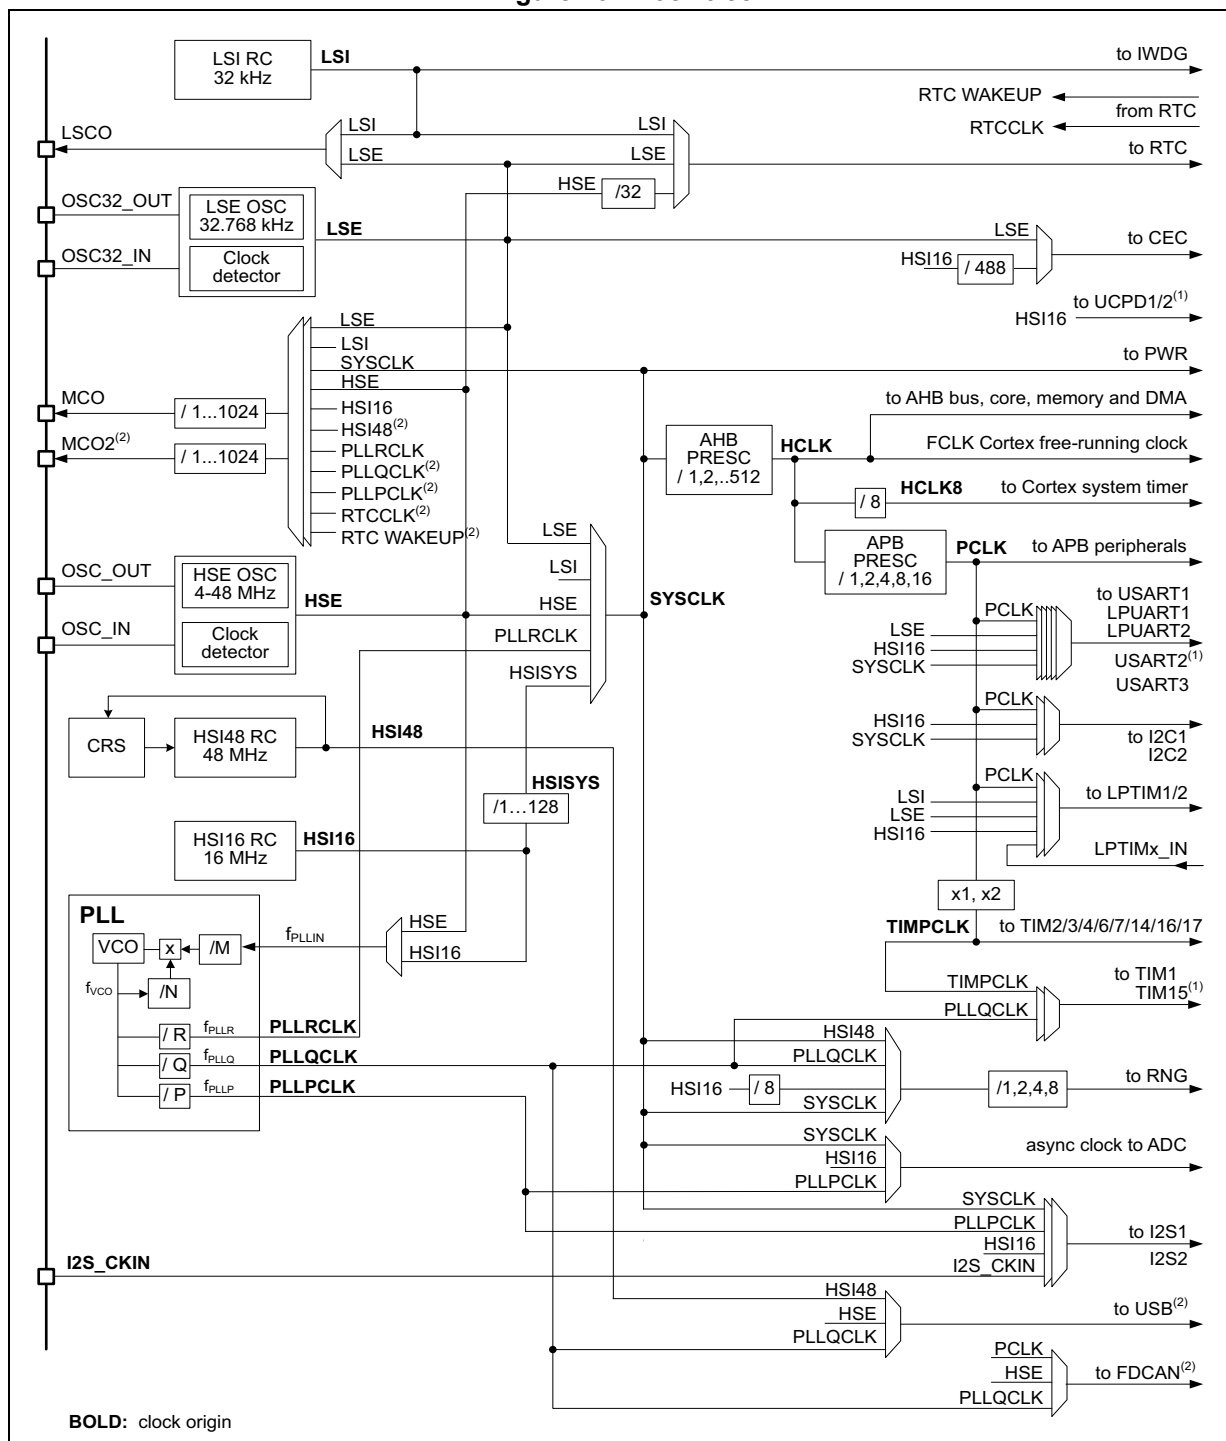 LSI RC
32 kHz
LSI
to IWDG
RTC WAKEUP
from RTC
RTCCLK
LSCO
LSI
LSE
LSI
LSE
HSE
/32
to RTC
OSC32_OUT
LSE OSC
32.768 kHz
LSE
OSC32_IN
Clock
detector
LSE
HSI16
/ 488
to CEC
to UCPD1/2(1)
HSI16
LSE
LSI
SYSCLK
HSE
HSI16
HSI48(2)
PLLRCLK
PLLQCLK(2)
PLLPCLK(2)
RTCCLK(2)
RTC WAKEUP(2)
MCO
/ 1...1024
MCO2(2)
/ 1...1024
to PWR
to AHB bus, core, memory and DMA
AHB
PRESC
/ 1,2,..512
HCLK
FCLK Cortex free-running clock
/ 8
HCLK8
to Cortex system timer
APB
PRESC
/ 1,2,4,8,16
PCLK
to APB peripherals
OSC_OUT
HSE OSC
4-48 MHz
HSE
OSC_IN
Clock
detector
LSE
LSI
HSE
PLLRCLK
HSISYS
SYSCLK
PCLK
LSE
HSI16
SYSCLK
to USART1
LPUART1
LPUART2
USART2(1)
USART3
CRS
HSI48 RC
48 MHz
HSI48
PCLK
HSI16
SYSCLK
to I2C1
I2C2
HSISYS
/1…128
HSI16 RC
16 MHz
HSI16
PCLK
LSI
LSE
HSI16
to LPTIM1/2
LPTIMx_IN
x1, x2
TIMPCLK
to TIM2/3/4/6/7/14/16/17
PLL
VCO
x
/M
fPLLIN
HSE
HSI16
fVCO
/N
/ R
fPLLR
PLLRCLK
/ Q
fPLLQ
PLLQCLK
/ P
fPLLP
PLLPCLK
TIMPCLK
PLLQCLK
to TIM1
TIM15(1)
HSI48
PLLQCLK
HSI16
/ 8
SYSCLK
/1,2,4,8
to RNG
SYSCLK
HSI16
PLLPCLK
async clock to ADC
SYSCLK
PLLPCLK
HSI16
I2S_CKIN
to I2S1
I2S2
I2S_CKIN
HSI48
HSE
PLLQCLK
to USB(2)
PCLK
HSE
PLLQCLK
to FDCAN(2)
BOLD: clock origin